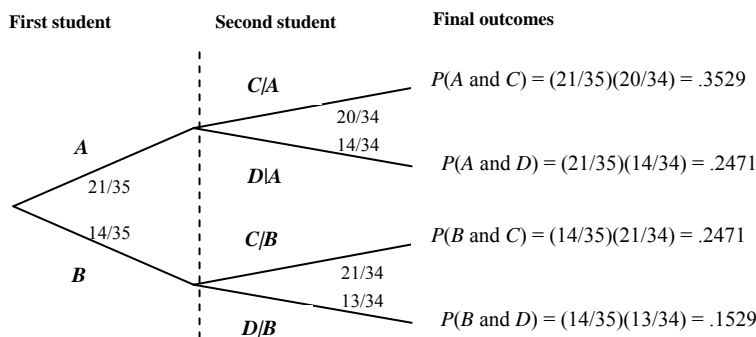 First student Second student Final outcomes
C|A
P(A and C) = (21/35)(20/34) = .3529
20/34
A
14/34
21/35
D|A
P(A and D) = (21/35)(14/34) = .2471
14/35
C|B
P(B and C) = (14/35)(21/34) = .2471
B
21/34
13/34
D|B
P(B and D) = (14/35)(13/34) = .1529